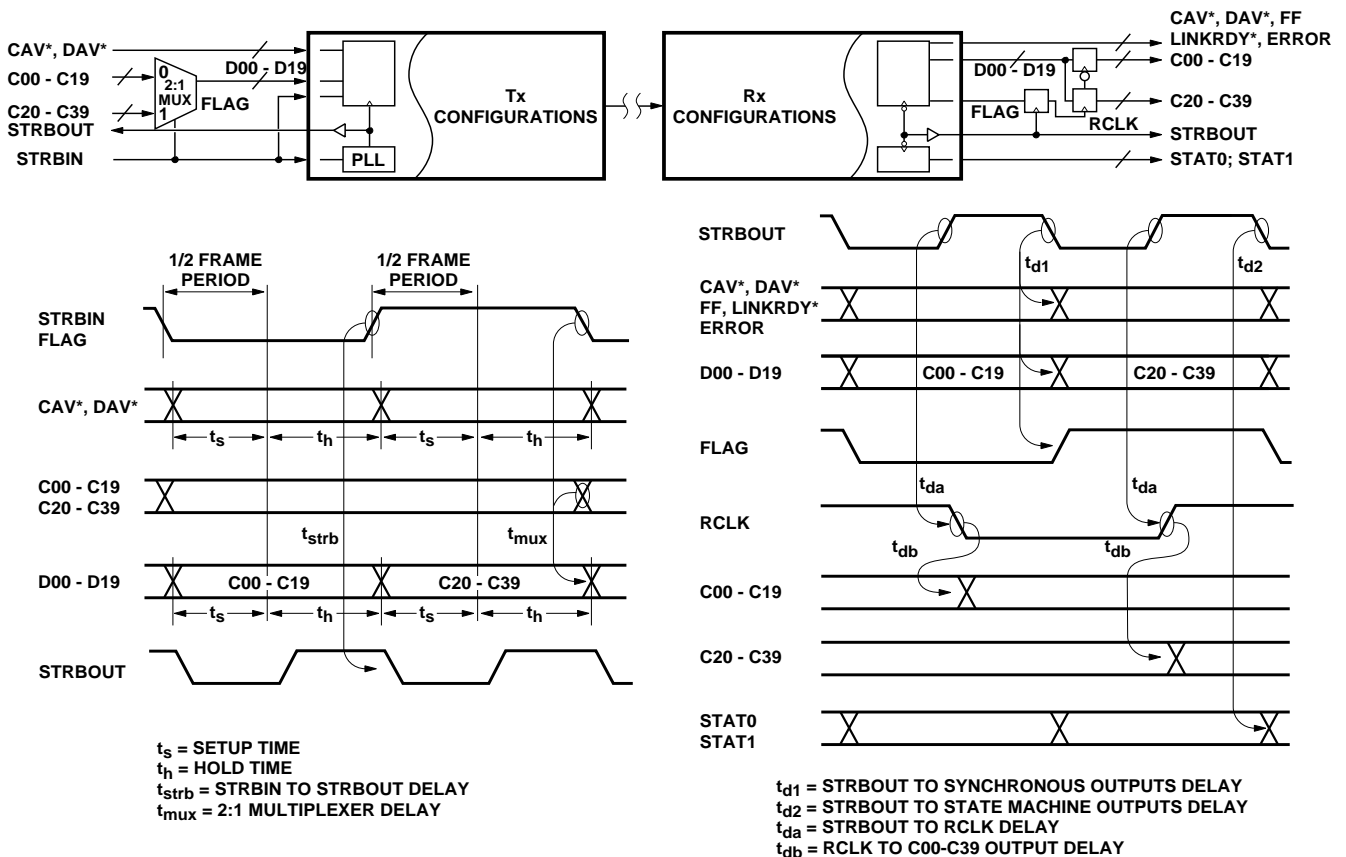 CAV*, DAV*
C00 - C19
C20 - C39
STRBOUT
STRBIN
0
2:1
MUX
1
D00 - D19
FLAG
PLL
Tx
CONFIGURATIONS
Rx
CONFIGURATIONS
D00 - D19
FLAG
RCLK
CAV*, DAV*, FF
LINKRDY*, ERROR
C00 - C19
C20 - C39
STRBOUT
STAT0; STAT1
1/2 FRAME
PERIOD
1/2 FRAME
PERIOD
STRBIN
FLAG
CAV*, DAV*
ts th ts th
C00 - C19
C20 - C39
tstrb
tmux
D00 - D19
C00 - C19
C20 - C39
ts th ts th
STRBOUT
ts = SETUP TIME
th = HOLD TIME
tstrb = STRBIN TO STRBOUT DELAY
tmux = 2:1 MULTIPLEXER DELAY
STRBOUT
td1
td2
CAV*, DAV*
FF, LINKRDY*
ERROR
D00 - D19
C00 - C19
C20 - C39
FLAG
tda
tda
RCLK
tdb
tdb
C00 - C19
C20 - C39
STAT0
STAT1
td1 = STRBOUT TO SYNCHRONOUS OUTPUTS DELAY
td2 = STRBOUT TO STATE MACHINE OUTPUTS DELAY
tda = STRBOUT TO RCLK DELAY
tdb = RCLK TO C00-C39 OUTPUT DELAY